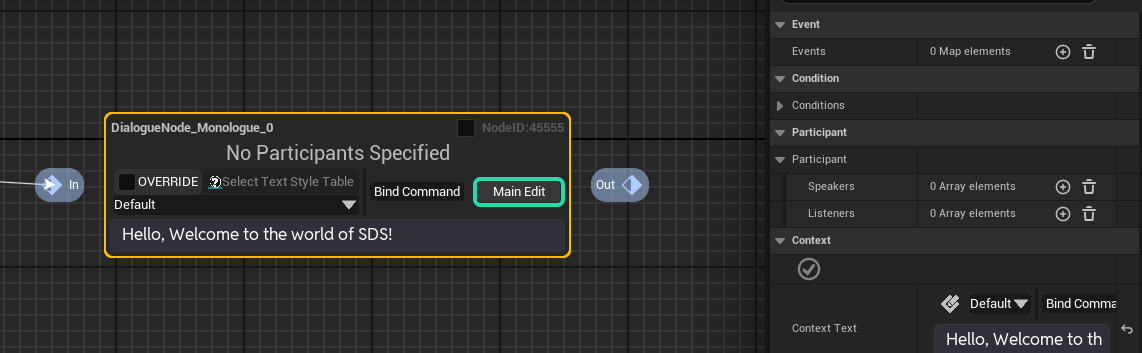 DialogueNode_Monologue_0
NodeID:45555
No Participants Specified
OVERRIDE
Select Text Style Table
Default
Bind Command
Main Edit
Hello, Welcome to the world of SDS!
In
Out
Event
Events
0 Map elements
Condition
Conditions
Participant
Participant
Speakers
0 Array elements
Listeners
0 Array elements
Context
Context Text
Default
Bind Comma
Hello, Welcome to th